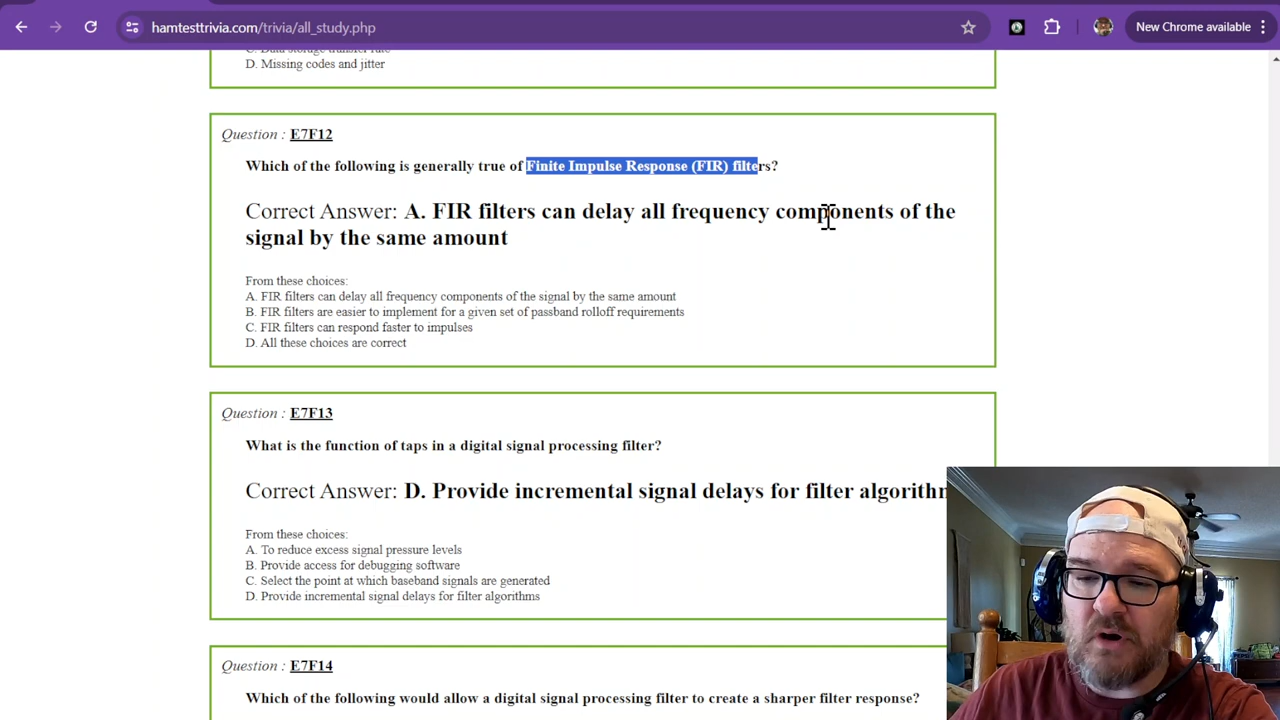 hamtesttrivia.com/trivia/all_study.php
New Chrome available
D. Missing codes and jitter
Question : E7F12
Which of the following is generally true of Finite Impulse Response (FIR) filters?
Correct Answer: A. FIR filters can delay all frequency components of the
signal by the same amount
From these choices:
A. FIR filters can delay all frequency components of the signal by the same amount
B. FIR filters are easier to implement for a given set of passband rolloff requirements
C. FIR filters can respond faster to impulses
D. All these choices are correct
Question : E7F13
What is the function of taps in a digital signal processing filter?
Correct Answer: D. Provide incremental signal delays for filter algorithm
From these choices:
A. To reduce excess signal pressure levels
B. Provide access for debugging software
C. Select the point at which baseband signals are generated
D. Provide incremental signal delays for filter algorithms
Question : E7F14
Which of the following would allow a digital signal processing filter to create a sharper filter response?